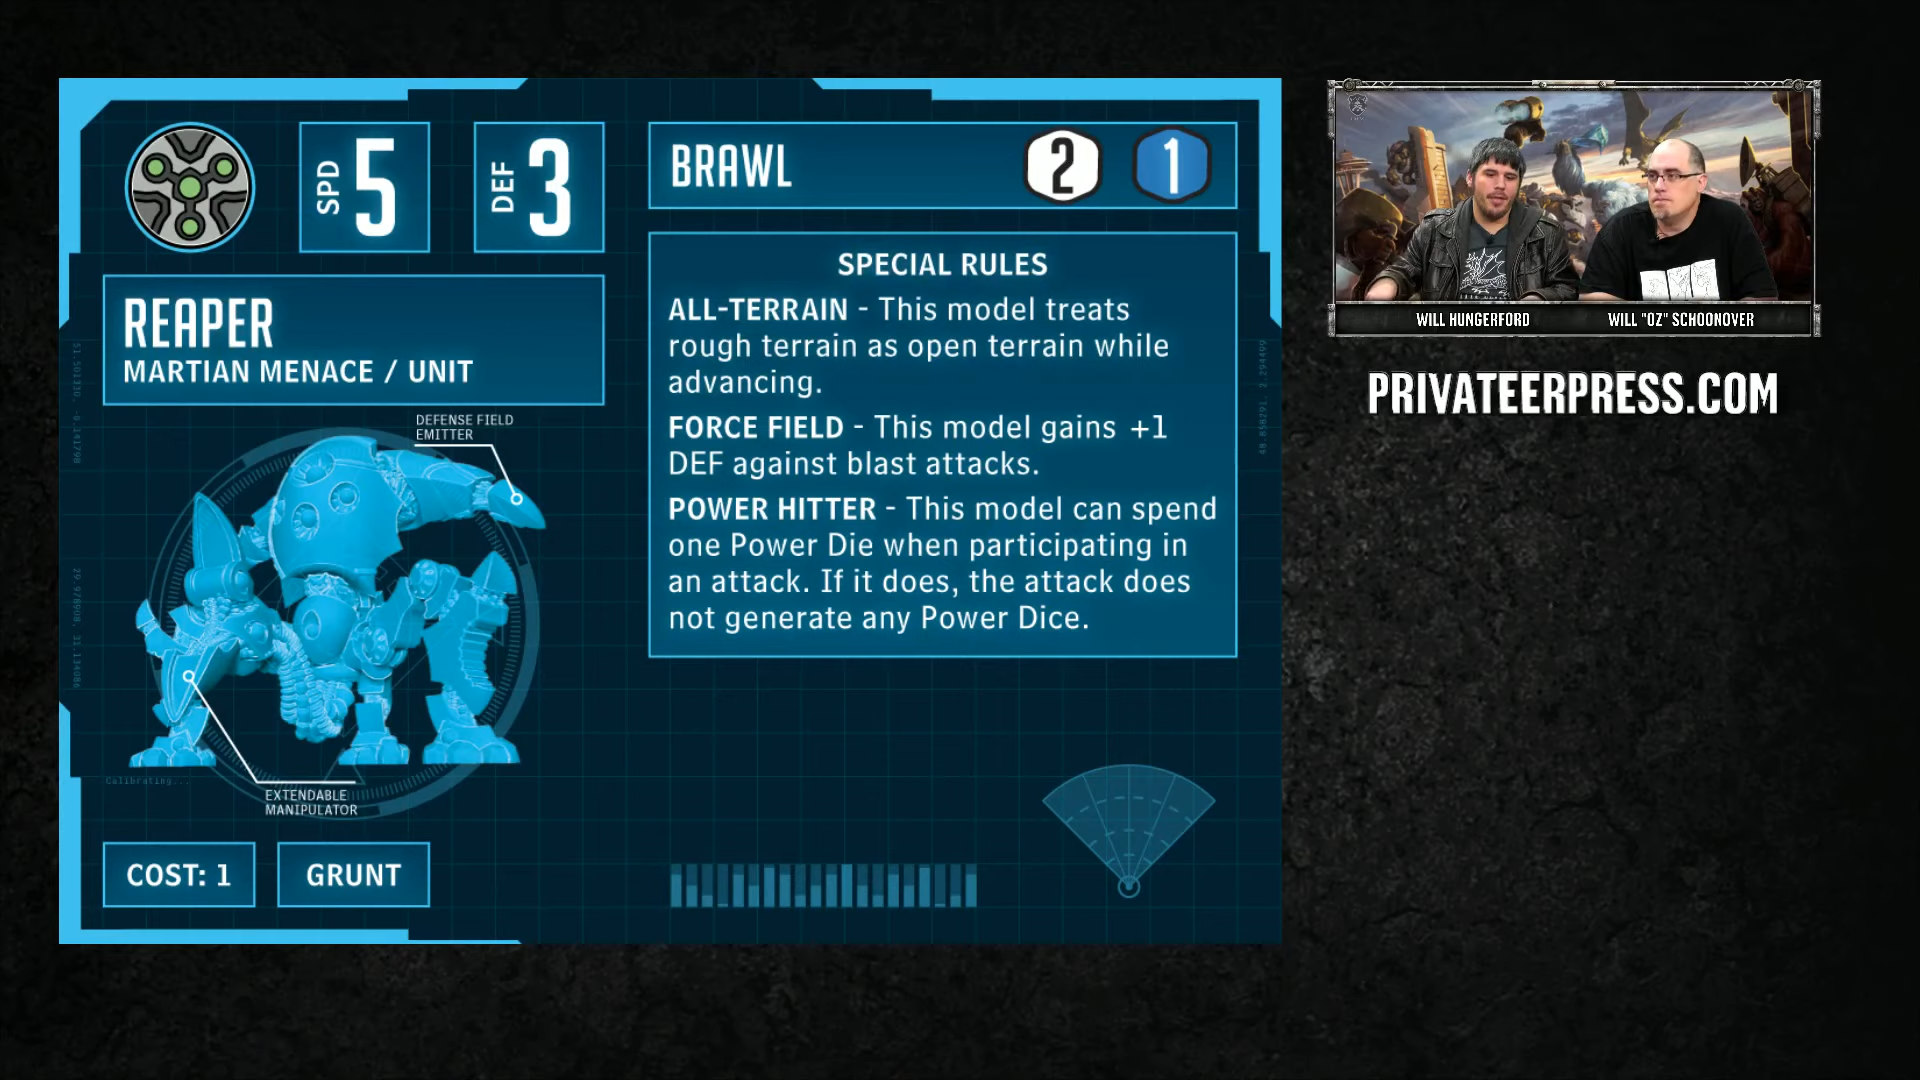 SPD 5
DEF 3
BRAWL 2 1
REAPER
MARTIAN MENACE / UNIT
SPECIAL RULES
ALL-TERRAIN - This model treats
rough terrain as open terrain while
advancing.
FORCE FIELD - This model gains +1
DEF against blast attacks.
POWER HITTER - This model can spend
one Power Die when participating in
an attack. If it does, the attack does
not generate any Power Dice.
DEFENSE FIELD
EMITTER
Calibrating...
EXTENDABLE
MANIPULATOR
COST: 1
GRUNT
WILL HUNGERFORD
WILL "OZ" SCHOONOVER
PRIVATEERPRESS.COM